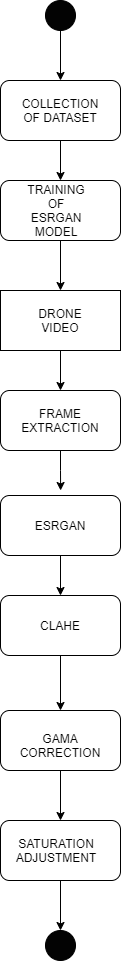 COLLECTION
OF DATASET
TRAINING
OF
ESRGAN
MODEL
DRONE
VIDEO
FRAME
EXTRACTION
ESRGAN
CLAHE
GAMA
CORRECTION
SATURATION
ADJUSTMENT